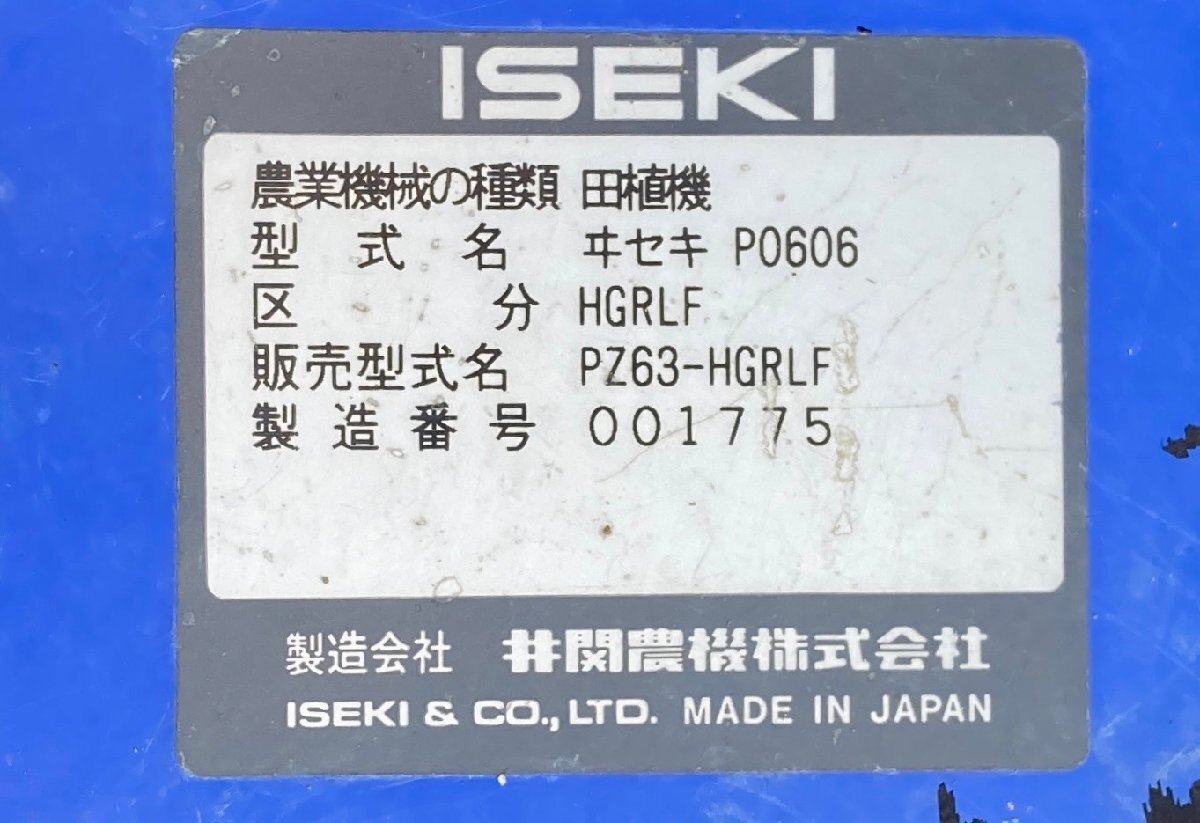 ISEKI
農業機械の種類 田植機
型式名 ヰセキ P0606
区分 HGRLF
販売型式名 PZ63-HGRLF
製造番号 001775
製造会社 井関農機株式会社
ISEKI & CO., LTD. MADE IN JAPAN